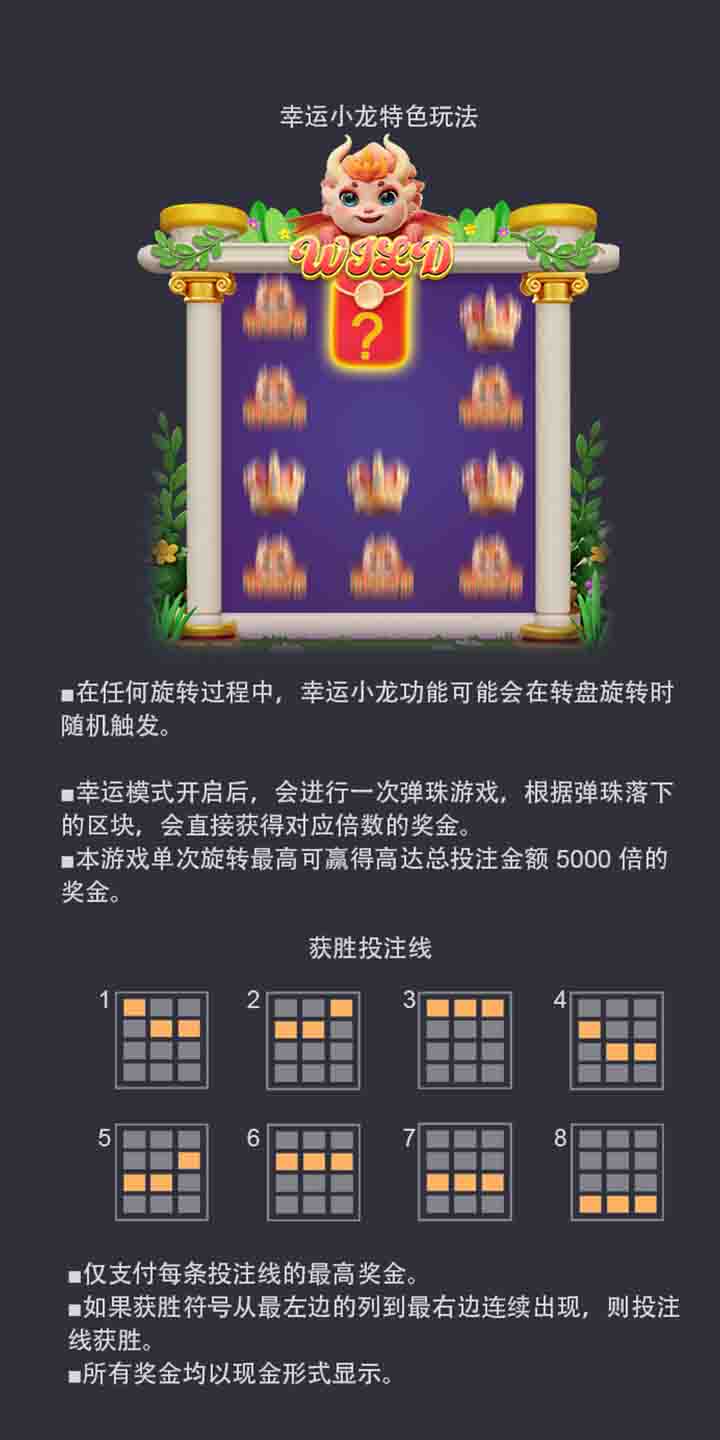 幸运小龙特色玩法
WILD
?
■在任何旋转过程中，幸运小龙功能可能会在转盘旋转时
随机触发。
■幸运模式开启后，会进行一次弹珠游戏，根据弹珠落下
的区块，会直接获得对应倍数的奖金。
■本游戏单次旋转最高可赢得高达总投注金额 5000 倍的
奖金。
获胜投注线
1 2 3 4
5 6 7 8
■仅支付每条投注线的最高奖金。
■如果获胜符号从最左边的列到最右边连续出现，则投注
线获胜。
■所有奖金均以现金形式显示。